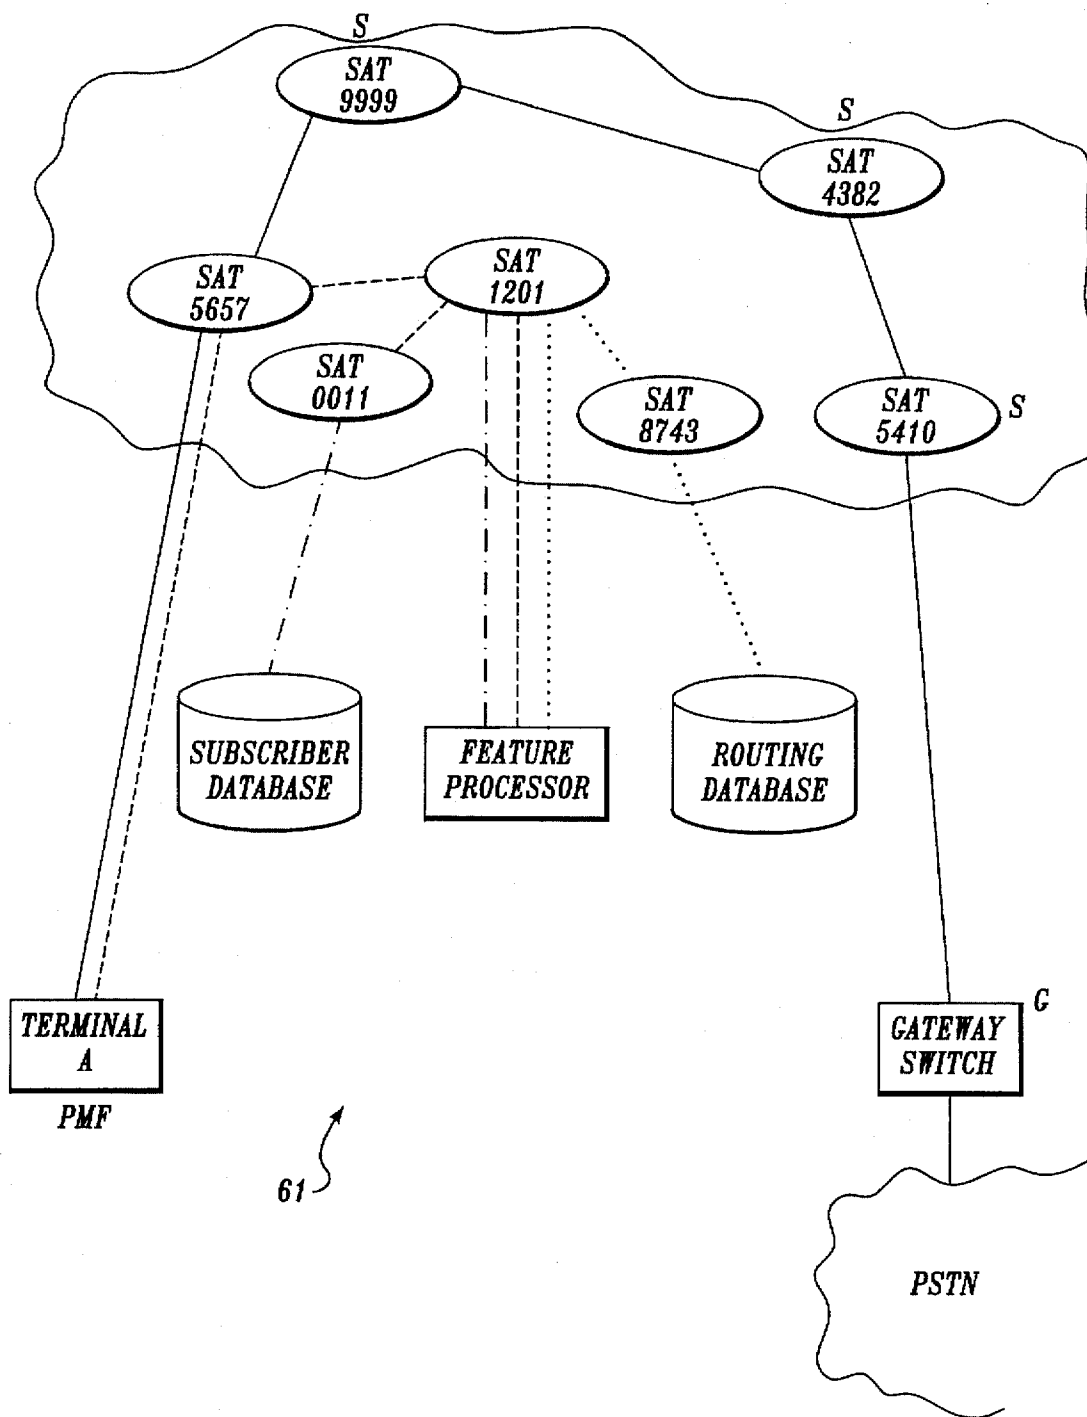 S
SAT
9999
S
SAT
4382
SAT
5657
SAT
1201
SAT
0011
SAT
8743
SAT
5410
S
SUBSCRIBER
DATABASE
FEATURE
PROCESSOR
ROUTING
DATABASE
TERMINAL
A
PMF
GATEWAY
SWITCH
G
61
PSTN